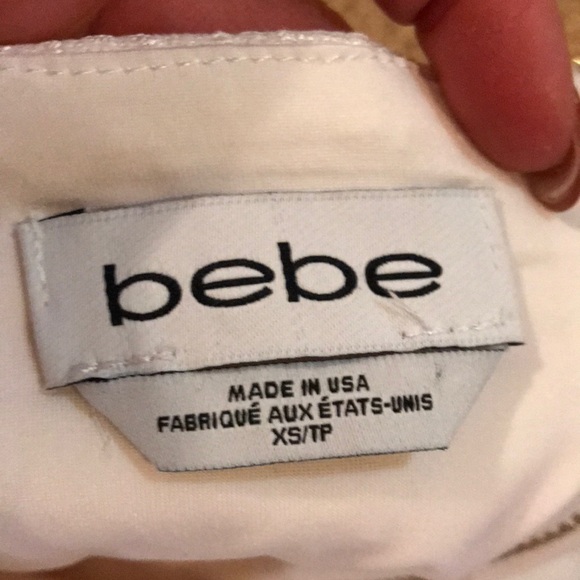 bebe
MADE IN USA
FABRIQUÉ AUX ÉTATS-UNIS
XS/TP